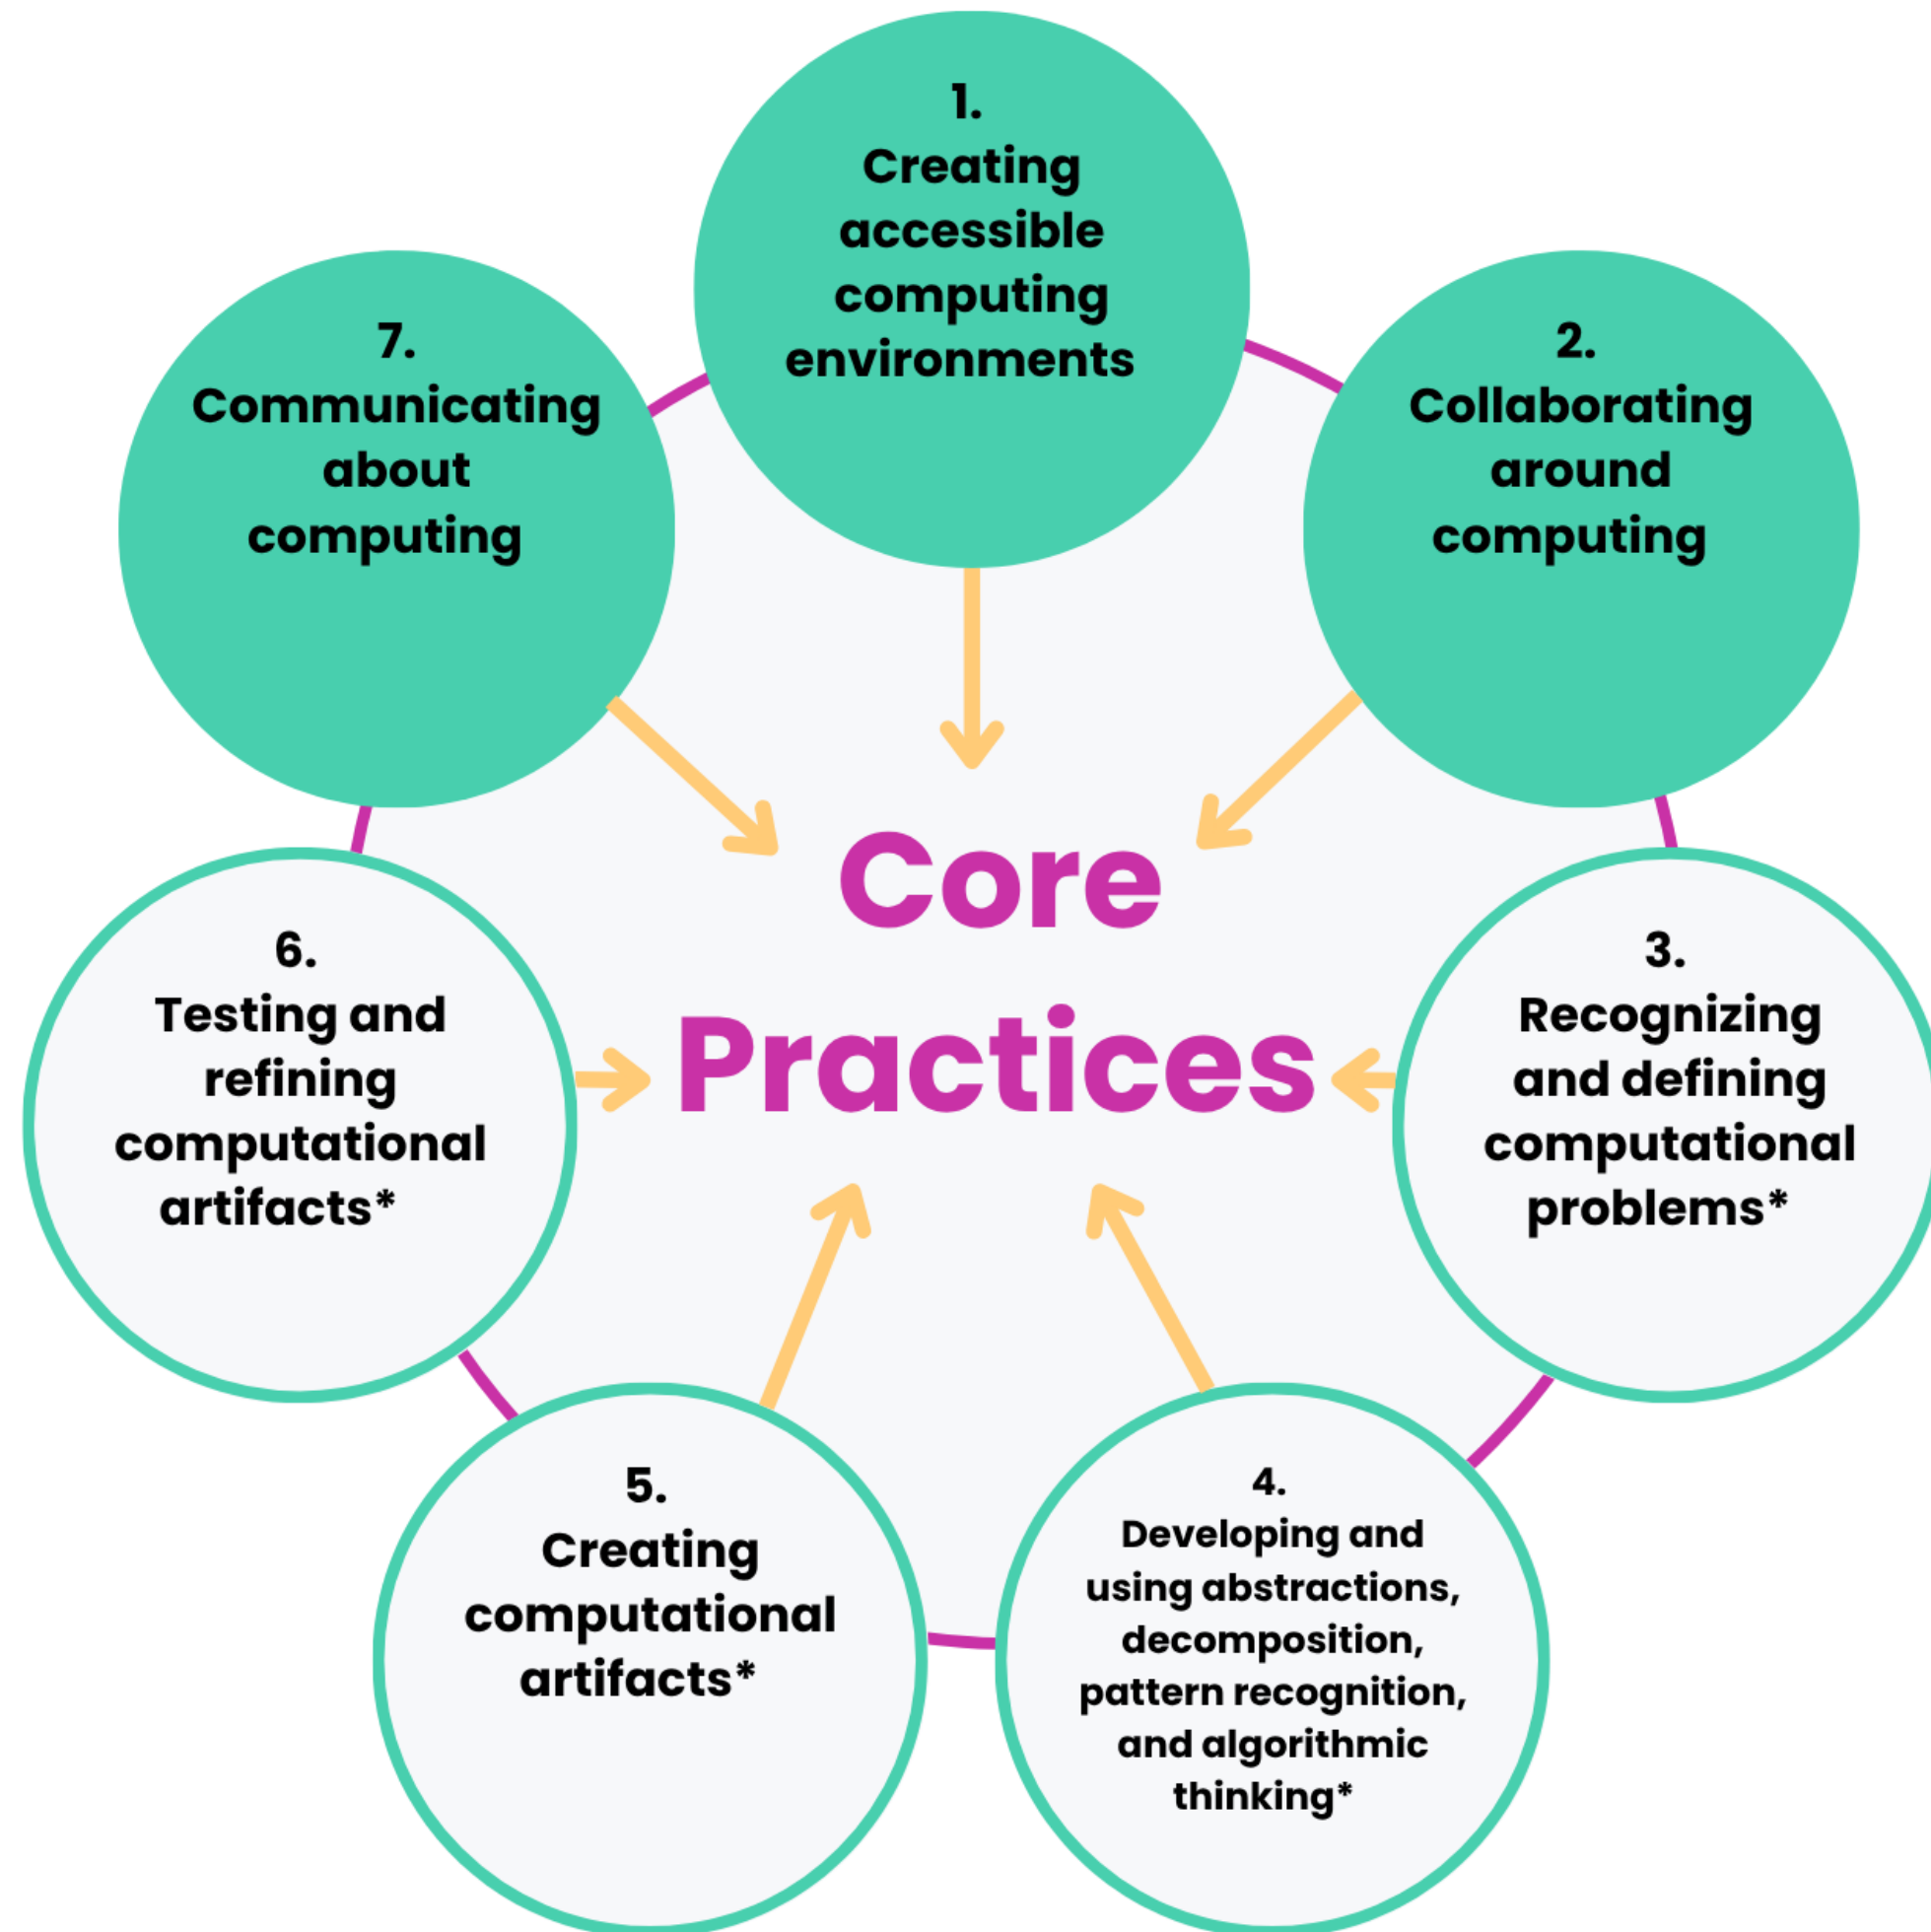 1.
Creating
accessible
computing
environments
2.
Collaborating
around
computing
3.
Recognizing
and defining
computational
problems*
4.
Developing and
using abstractions,
decomposition,
pattern recognition,
and algorithmic
thinking*
5.
Creating
computational
artifacts*
6.
Testing and
refining
computational
artifacts*
7.
Communicating
about
computing
Core
Practices